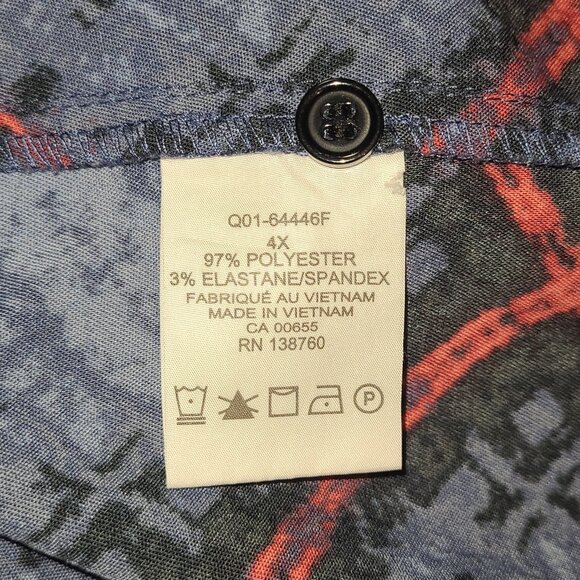 Q01-64446F
4X
97% POLYESTER
3% ELASTANE/SPANDEX
FABRIQUÉ AU VIETNAM
MADE IN VIETNAM
CA 00655
RN 138760
P